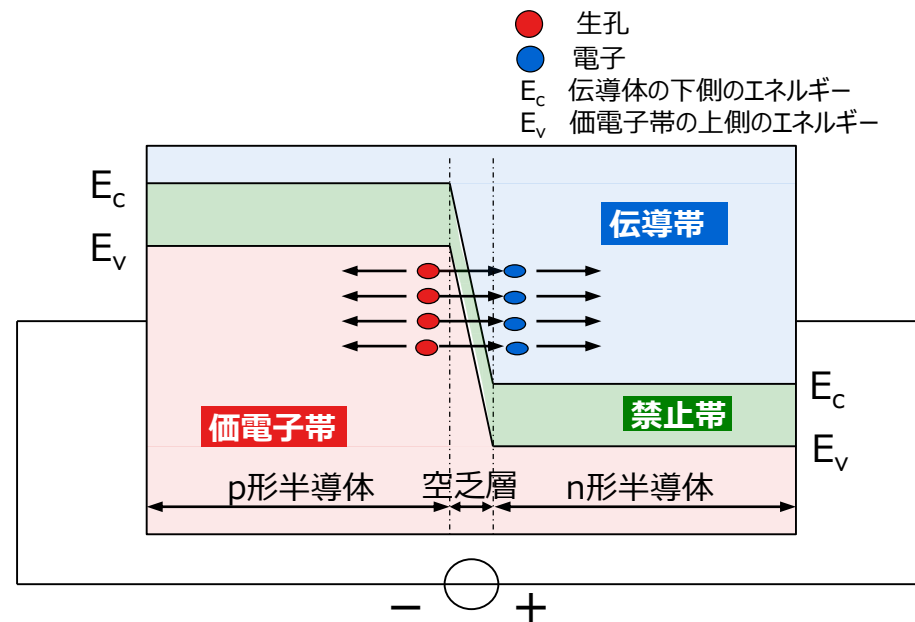 生孔
電子
Ec 伝導体の下側のエネルギー
Ev 価電子帯の上側のエネルギー
Ec
Ev
伝導帯
価電子帯
禁止帯
Ec
Ev
p形半導体
空乏層
n形半導体
− +